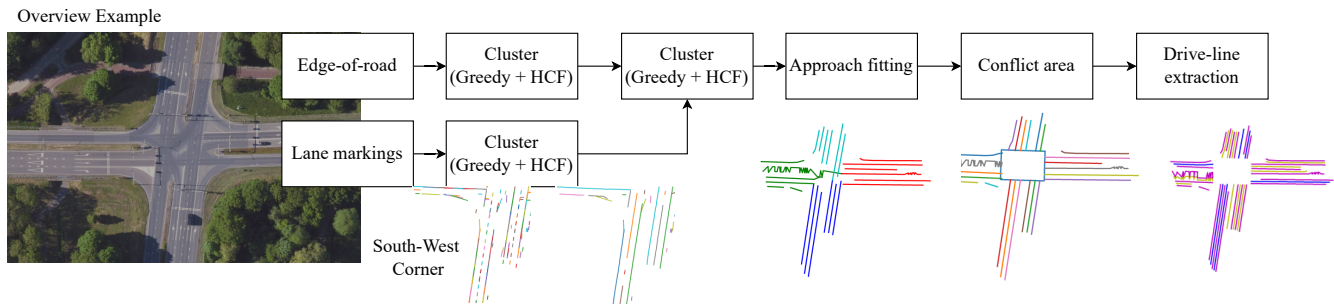 Overview Example
Edge-of-road
Cluster
(Greedy + HCF)
Cluster
(Greedy + HCF)
Approach fitting
Conflict area
Drive-line
extraction
Lane markings
Cluster
(Greedy + HCF)
South-West
Corner